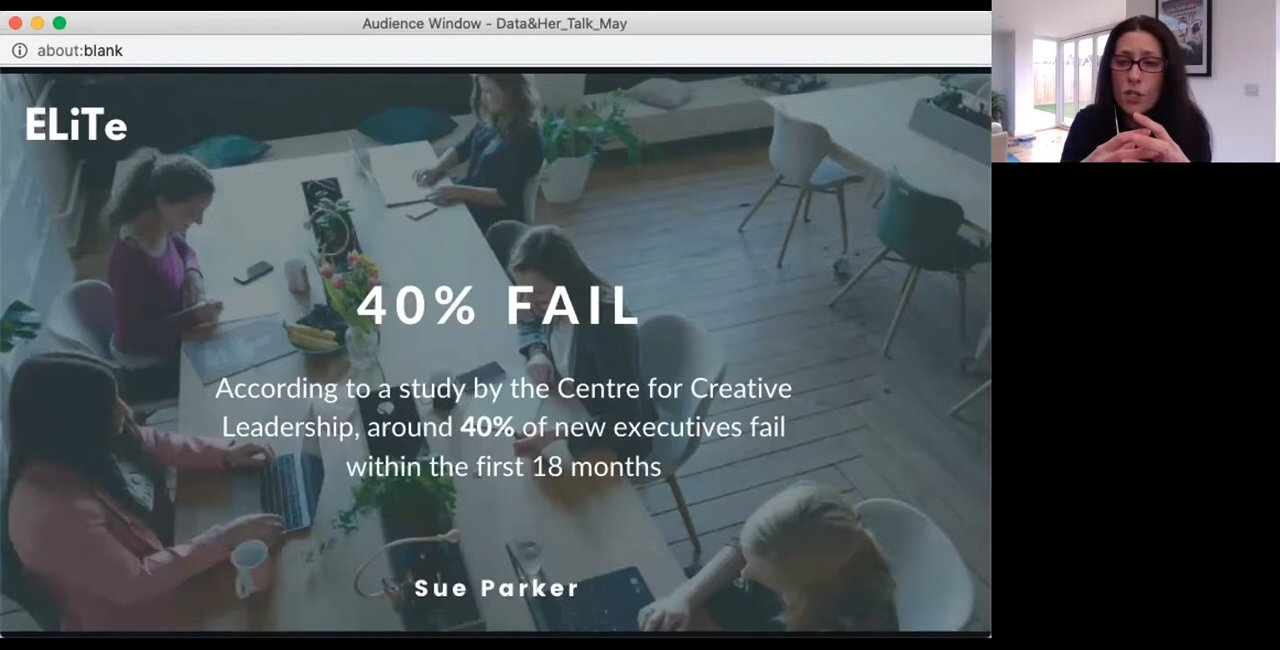 Audience Window - Data&Her_Talk_May
about:blank
ELiTe
40% FAIL
According to a study by the Centre for Creative
Leadership, around 40% of new executives fail
within the first 18 months
Sue Parker